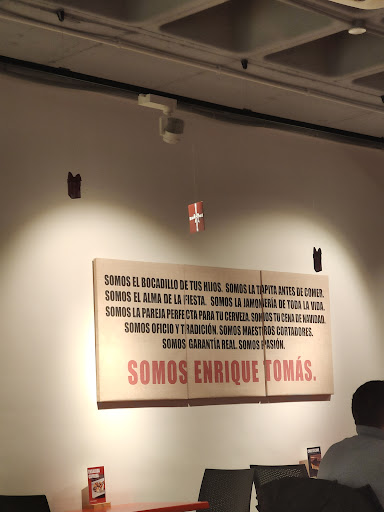 SOMOS EL BOCADILLO DE TUS HIJOS. SOMOS LA TAPITA ANTES DE COMER.
SOMOS EL ALMA DE LA FIESTA. SOMOS LA JAMONERÍA DE TODA LA VIDA.
SOMOS LA PAREJA PERFECTA PARA TU CERVEZA. SOMOS TU CENA DE NAVIDAD.
SOMOS OFICIO Y TRADICIÓN. SOMOS MAESTROS CORTADORES.
SOMOS GARANTÍA REAL. SOMOS PASIÓN.
SOMOS ENRIQUE TOMÁS.